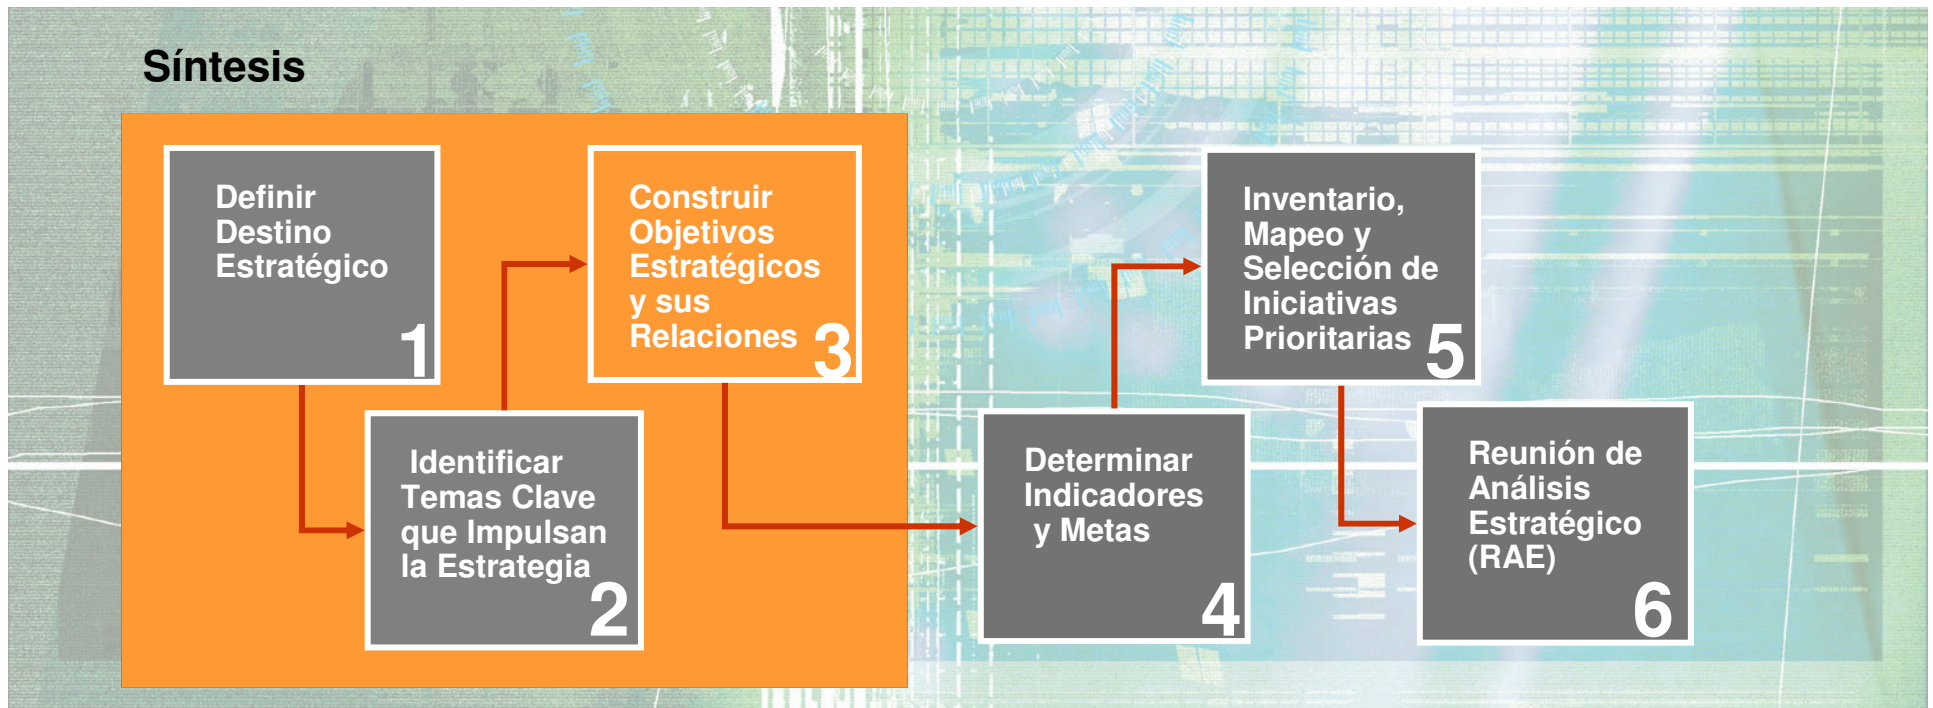 Síntesis
Definir
Destino
Estratégico
1
Identificar
Temas Clave
que Impulsan
la Estrategia
2
Construir
Objetivos
Estratégicos
y sus
Relaciones
3
Determinar
Indicadores
y Metas
4
Inventario,
Mapeo y
Selección de
Iniciativas
Prioritarias
5
Reunión de
Análisis
Estratégico
(RAE)
6